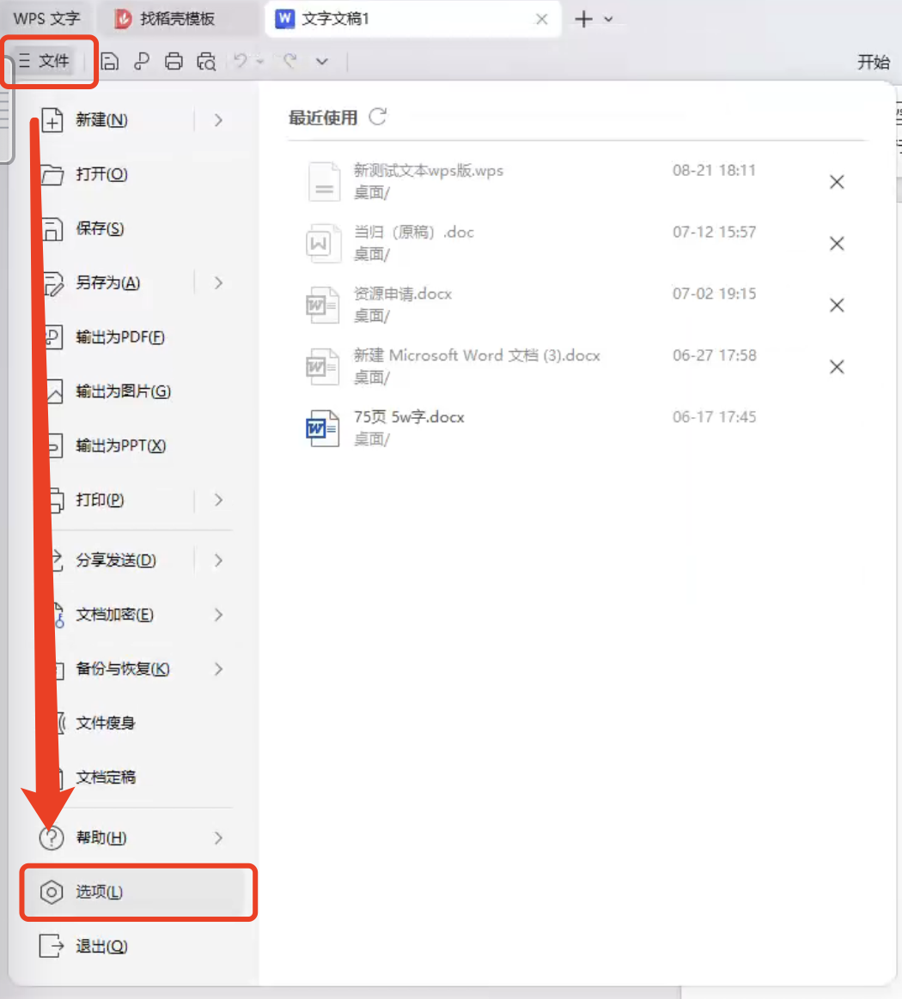 WPS 文字
找稻壳模板
文字文稿1
文件
开始
新建(N)
打开(O)
保存(S)
另存为(A)
输出为PDF(F)
输出为图片(G)
输出为PPT(X)
打印(P)
分享发送(D)
文档加密(E)
备份与恢复(K)
文件瘦身
文档定稿
帮助(H)
选项(L)
退出(Q)
最近使用
新测试文本wps版.wps 08-21 18:11
桌面/
当归（原稿）.doc 07-12 15:57
桌面/
资源申请.docx 07-02 19:15
桌面/
新建 Microsoft Word 文档 (3).docx 06-27 17:58
桌面/
75页 5w字.docx 06-17 17:45
桌面/